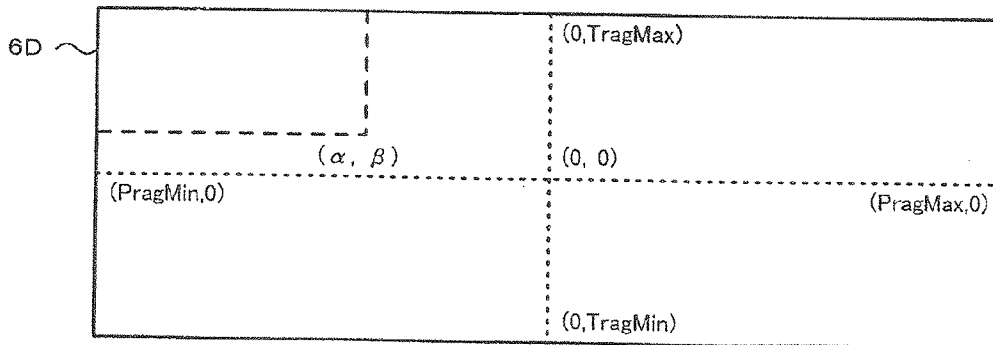 (0,TragMax)
6D
(α, β)
(0, 0)
(PragMin,0)
(PragMax,0)
(0,TragMin)